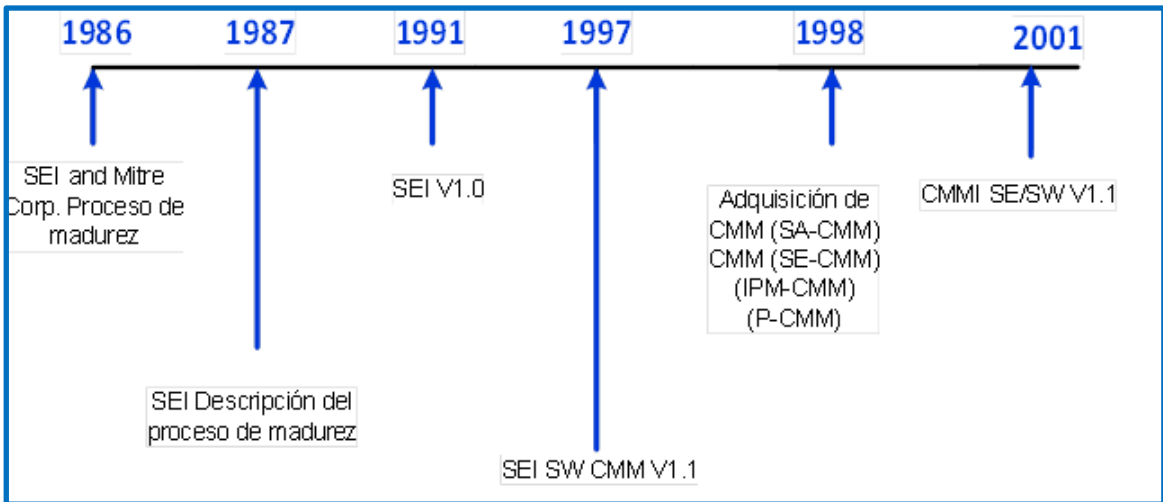 1986
1987
1991
1997
1998
2001
SEI and Mitre
Corp. Proceso de
madurez
SEI Descripción del
proceso de madurez
SEI V1.0
SEI SW CMM V1.1
Adquisición de
CMM (SA-CMM)
CMM (SE-CMM)
(IPM-CMM)
(P-CMM)
CMMI SE/SW V1.1